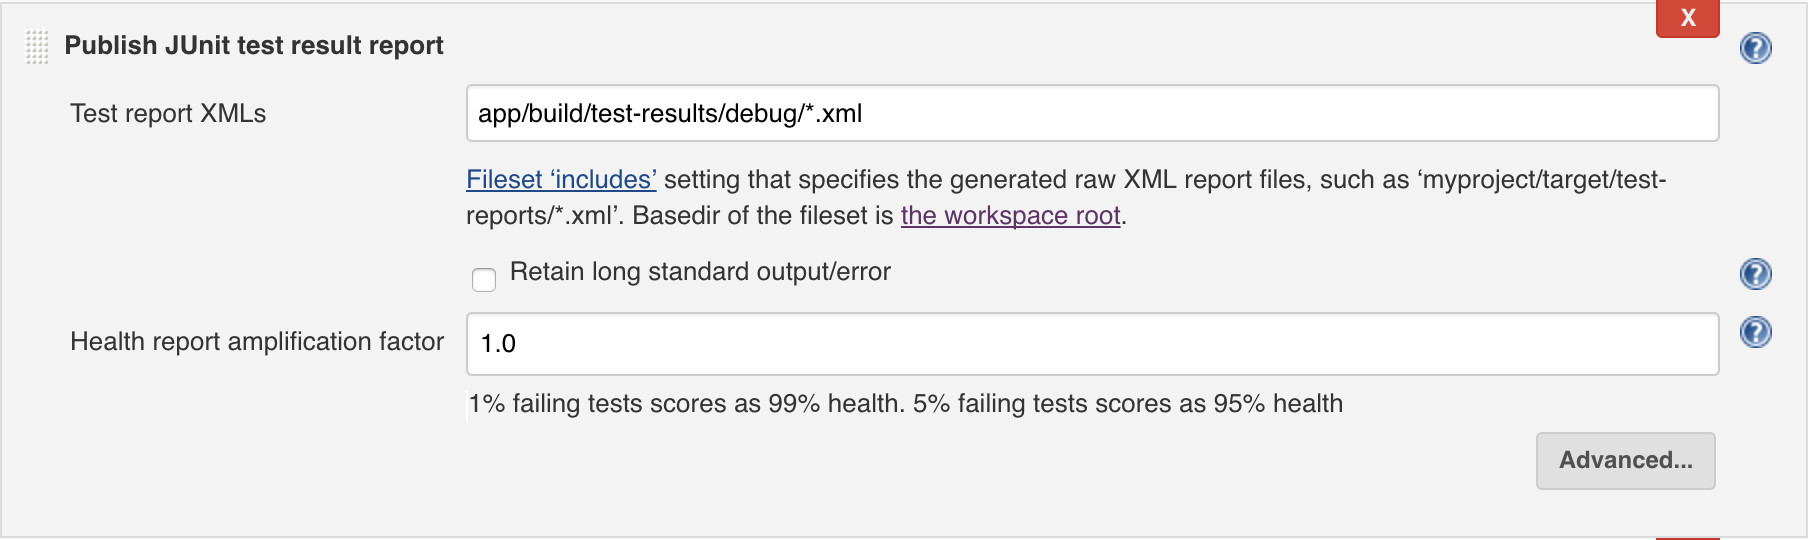 X
Publish JUnit test result report
?
Test report XMLs
app/build/test-results/debug/*.xml
Fileset ‘includes’ setting that specifies the generated raw XML report files, such as ‘myproject/target/test-
reports/*.xml’. Basedir of the fileset is the workspace root.
Retain long standard output/error
?
Health report amplification factor
1.0
?
1% failing tests scores as 99% health. 5% failing tests scores as 95% health
Advanced...